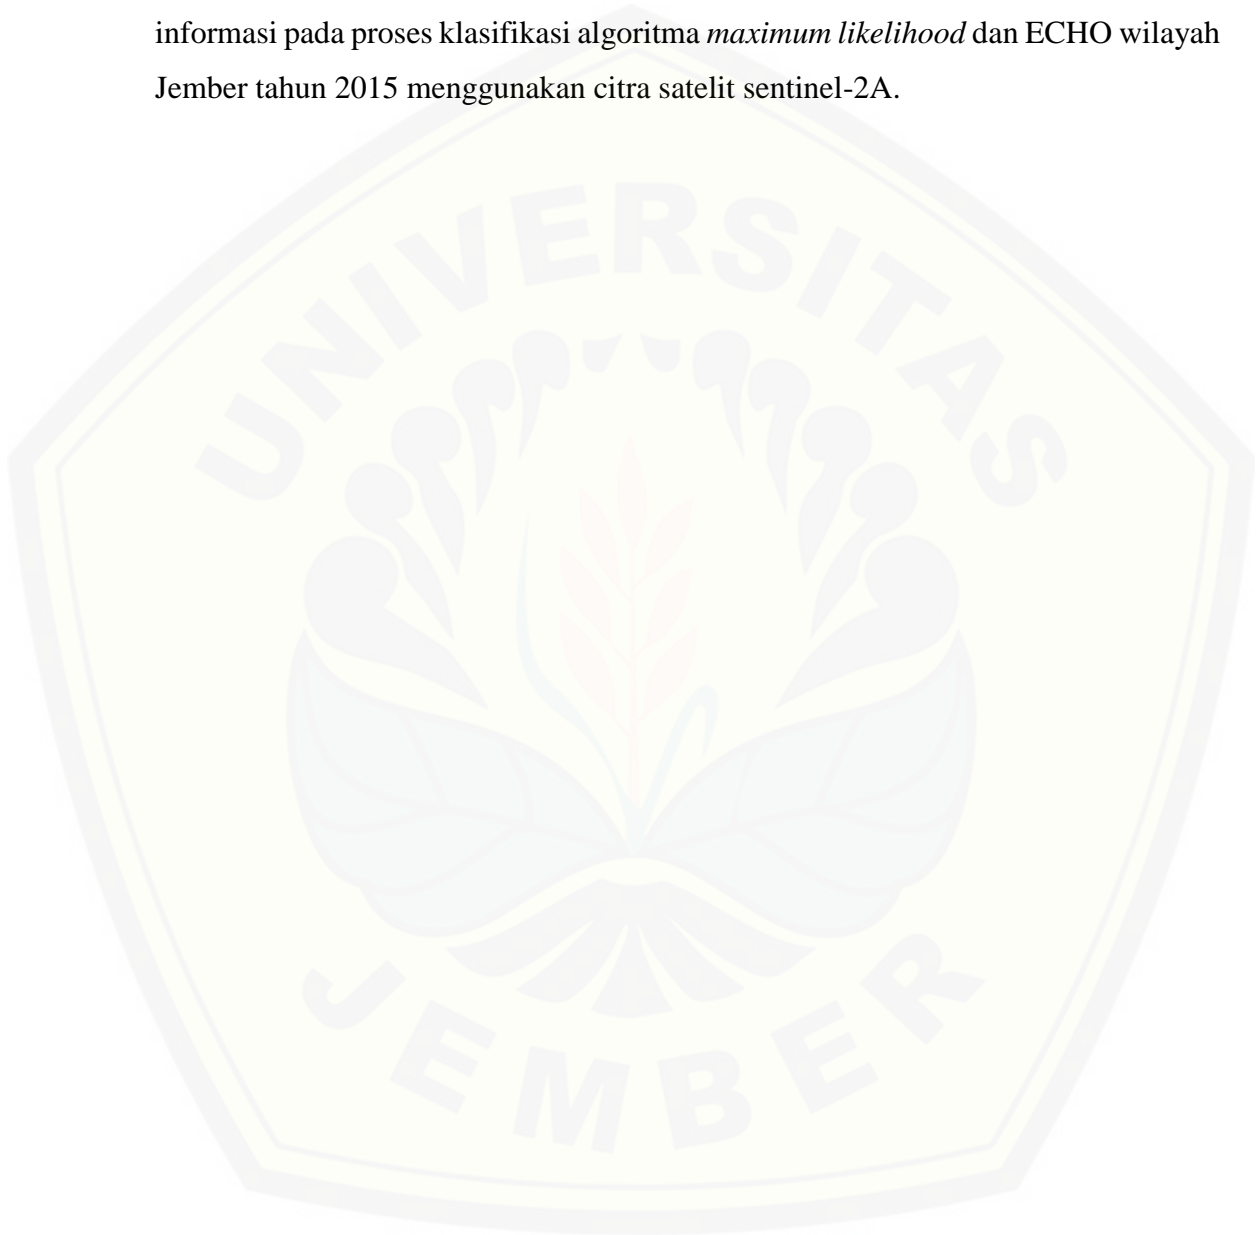 informasi pada proses klasifikasi algoritma maximum likelihood dan ECHO wilayah
Jember tahun 2015 menggunakan citra satelit sentinel-2A.
UNIVERSITAS
JEMBER